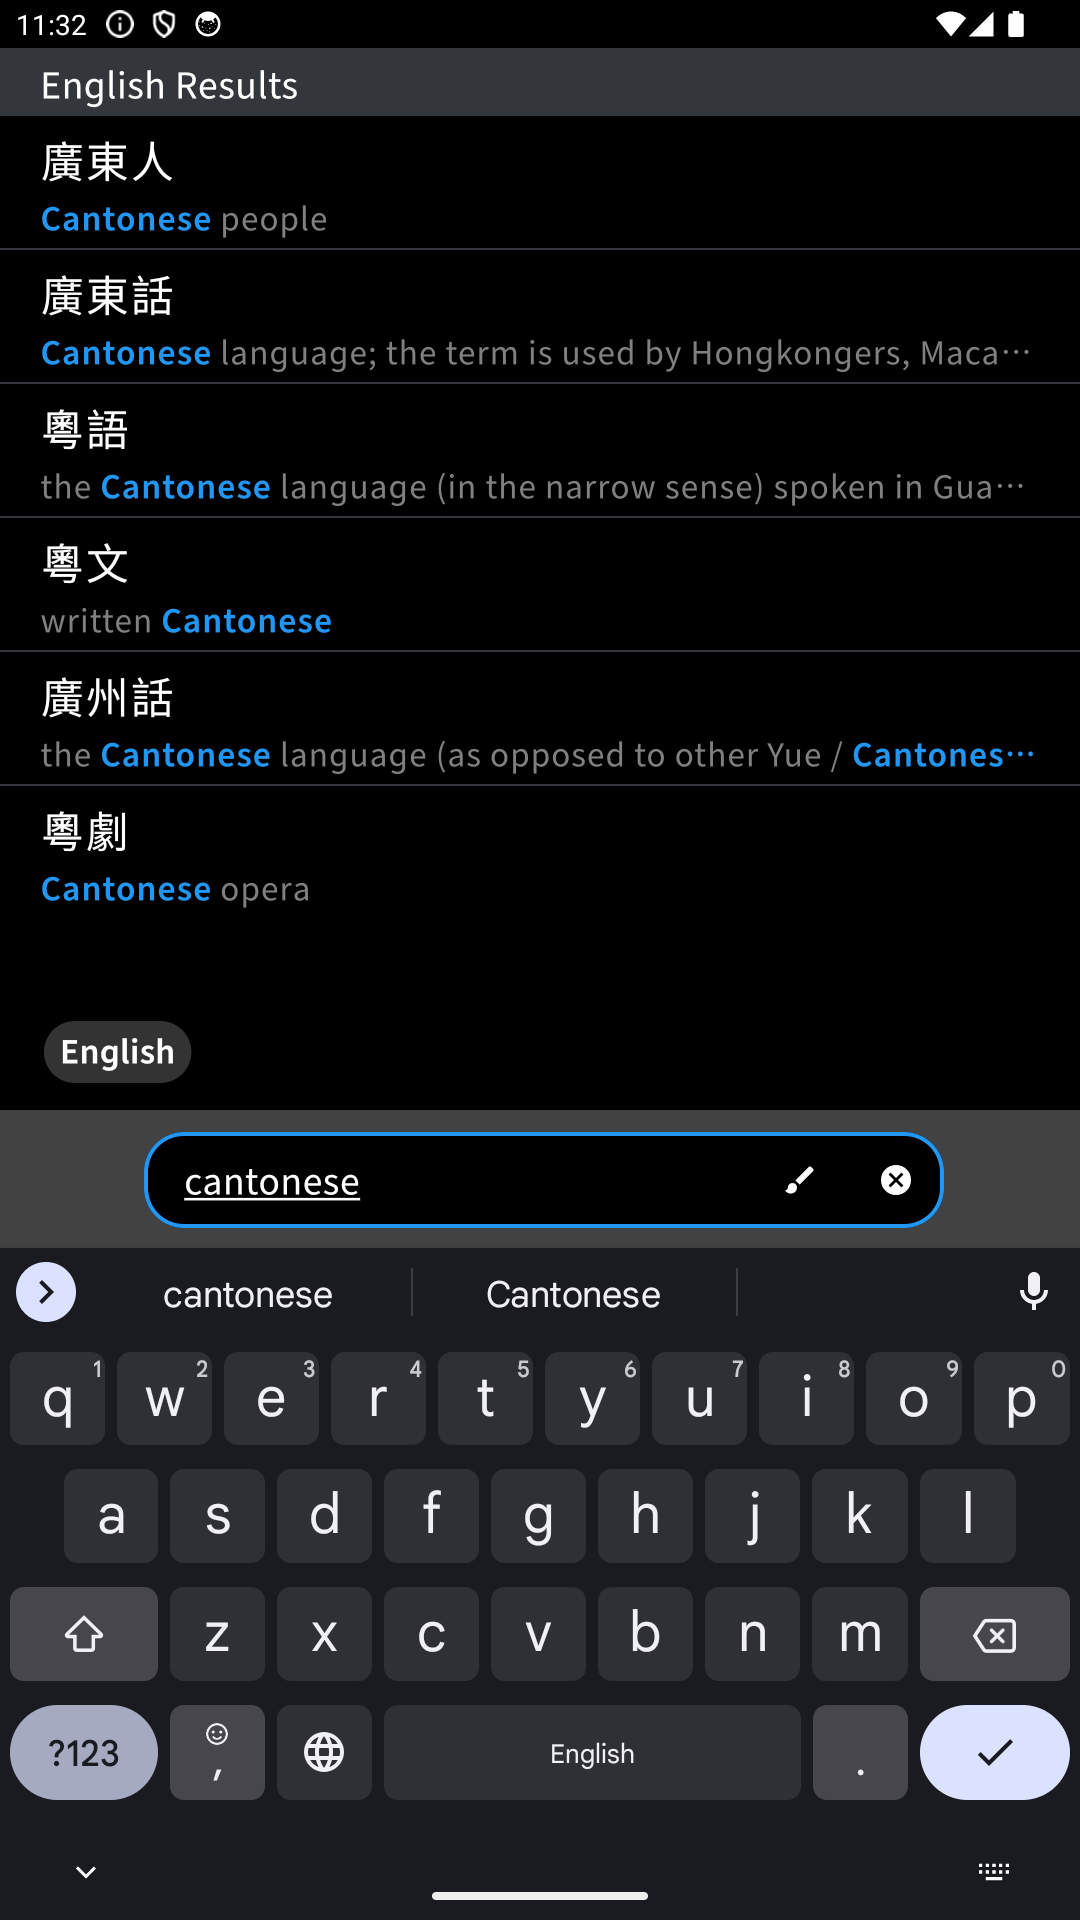 11:32
English Results
廣東人
Cantonese people
廣東話
Cantonese language; the term is used by Hongkongers, Maca…
粵語
the Cantonese language (in the narrow sense) spoken in Gua…
粵文
written Cantonese
廣州話
the Cantonese language (as opposed to other Yue / Cantones…
粵劇
Cantonese opera
English
cantonese
cantonese Cantonese
q 1 w 2 e 3 r 4 t 5 y 6 u 7 i 8 o 9 p 0
a s d f g h j k l
z x c v b n m
?123 , English .